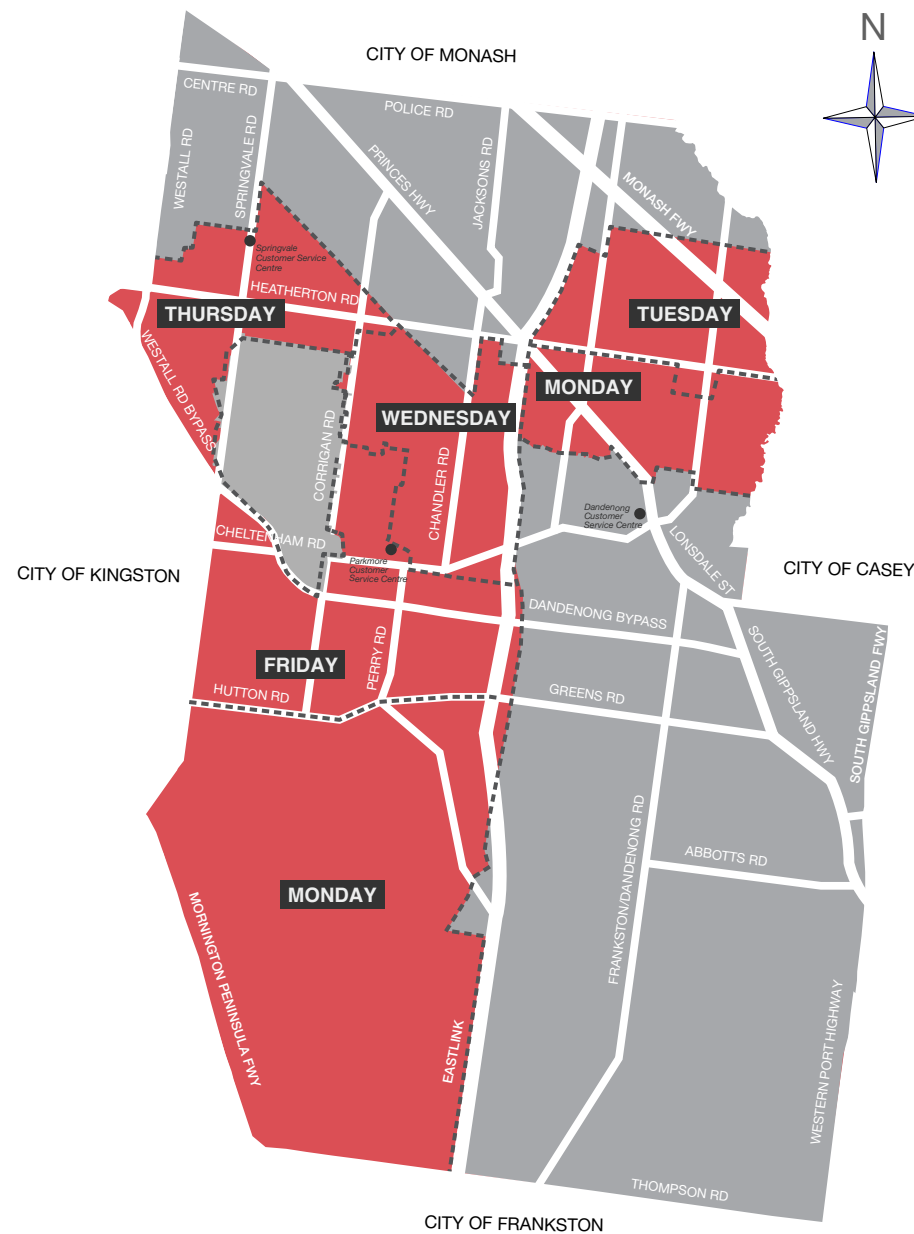 N
CITY OF MONASH
CENTRE RD
POLICE RD
WESTALL RD
SPRINGVALE RD
PRINCES HWY
JACKSONS RD
MONASH FWY
Springvale
Customer Service
Centre
HEATHERTON RD
THURSDAY
TUESDAY
WESTALL RD BYPASS
MONDAY
WEDNESDAY
CORRIGAN RD
CHANDLER RD
Dandenong
Customer
Service Centre
CHELTENHAM RD
Parkmore
Customer
Service Centre
LONSDALE ST
CITY OF KINGSTON
CITY OF CASEY
DANDENONG BYPASS
SOUTH GIPPSLAND HWY
SOUTH GIPPSLAND FWY
FRIDAY
PERRY RD
HUTTON RD
GREENS RD
FRANKSTON/DANDENONG RD
ABBOTTS RD
MONDAY
MORNINGTON PENINSULA FWY
EASTLINK
WESTERN PORT HIGHWAY
THOMPSON RD
CITY OF FRANKSTON